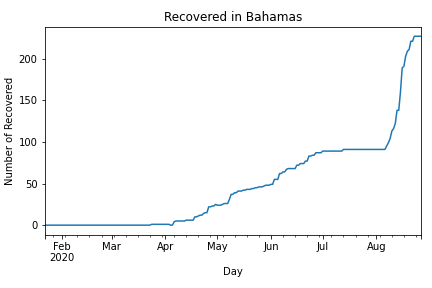 Recovered in Bahamas
Number of Recovered
200
150
100
50
0
Feb
2020
Mar
Apr
May
Jun
Jul
Aug
Day